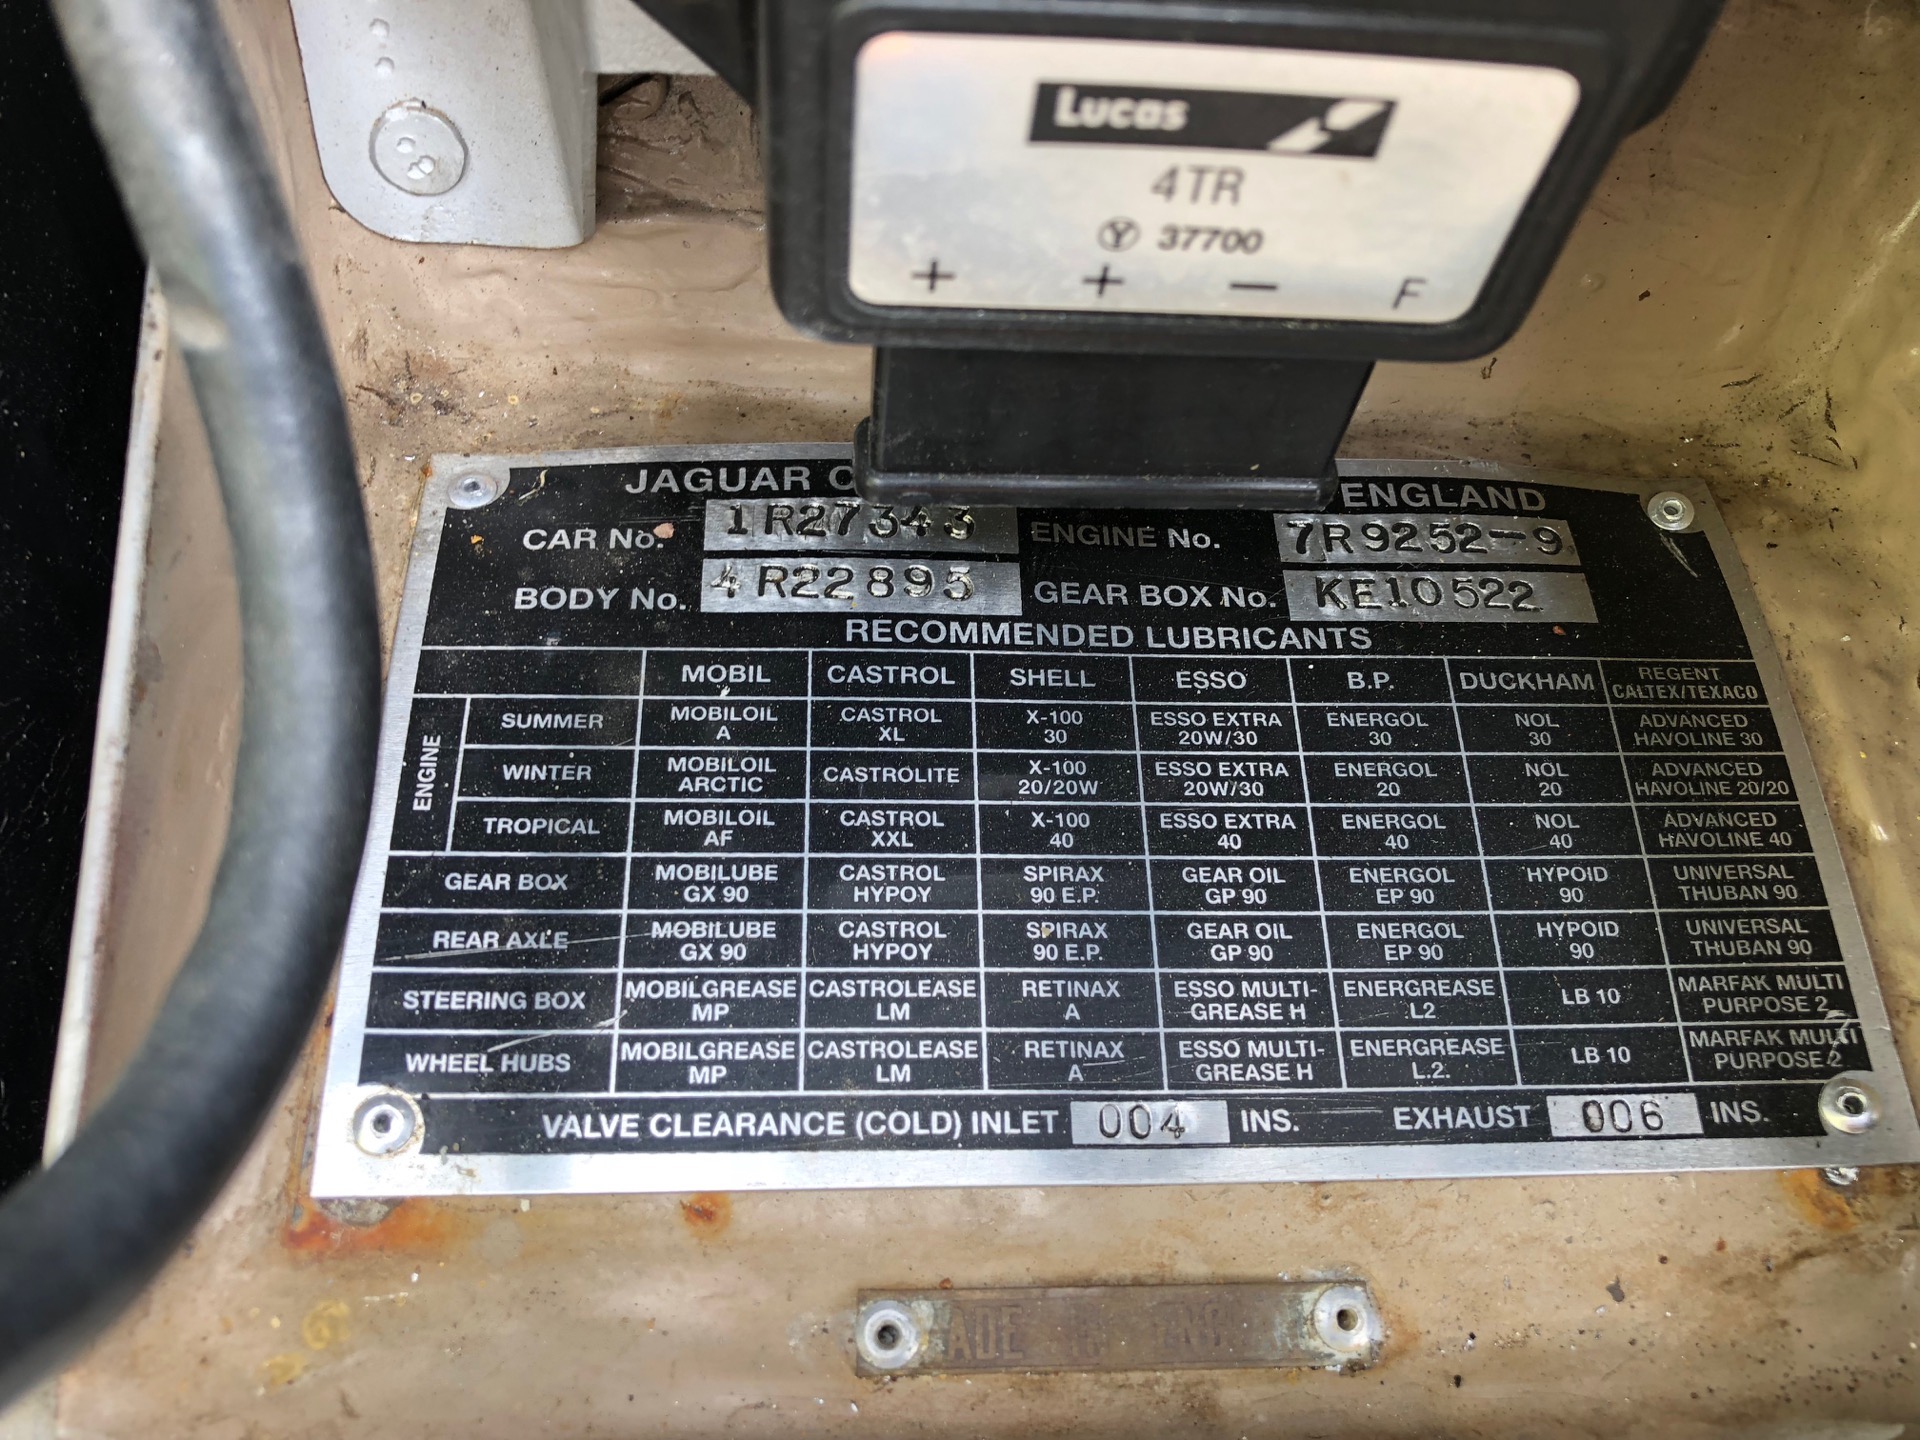 Lucas
4TR
37700
+ + − F
JAGUAR ENGLAND
CAR No. 1R27343 ENGINE No. 7R9252-9
BODY No. 4R22895 GEAR BOX No. KE10522
RECOMMENDED LUBRICANTS
MOBIL CASTROL SHELL ESSO B.P. DUCKHAM REGENT CALTEX/TEXACO
ENGINE
SUMMER MOBILOIL A CASTROL XL X-100 30 ESSO EXTRA 20W/30 ENERGOL 30 NOL 30 ADVANCED HAVOLINE 30
WINTER MOBILOIL ARCTIC CASTROLITE X-100 20/20W ESSO EXTRA 20W/30 ENERGOL 20 NOL 20 ADVANCED HAVOLINE 20/20
TROPICAL MOBILOIL AF CASTROL XXL X-100 40 ESSO EXTRA 40 ENERGOL 40 NOL 40 ADVANCED HAVOLINE 40
GEAR BOX MOBILUBE GX 90 CASTROL HYPOY SPIRAX 90 E.P. GEAR OIL GP 90 ENERGOL EP 90 HYPOID 90 UNIVERSAL THUBAN 90
REAR AXLE MOBILUBE GX 90 CASTROL HYPOY SPIRAX 90 E.P. GEAR OIL GP 90 ENERGOL EP 90 HYPOID 90 UNIVERSAL THUBAN 90
STEERING BOX MOBILGREASE MP CASTROLEASE LM RETINAX A ESSO MULTI-GREASE H ENERGREASE L2 LB 10 MARFAK MULTI PURPOSE 2
WHEEL HUBS MOBILGREASE MP CASTROLEASE LM RETINAX A ESSO MULTI-GREASE H ENERGREASE L.2. LB 10 MARFAK MULTI PURPOSE 2
VALVE CLEARANCE (COLD) INLET 004 INS. EXHAUST 006 INS.